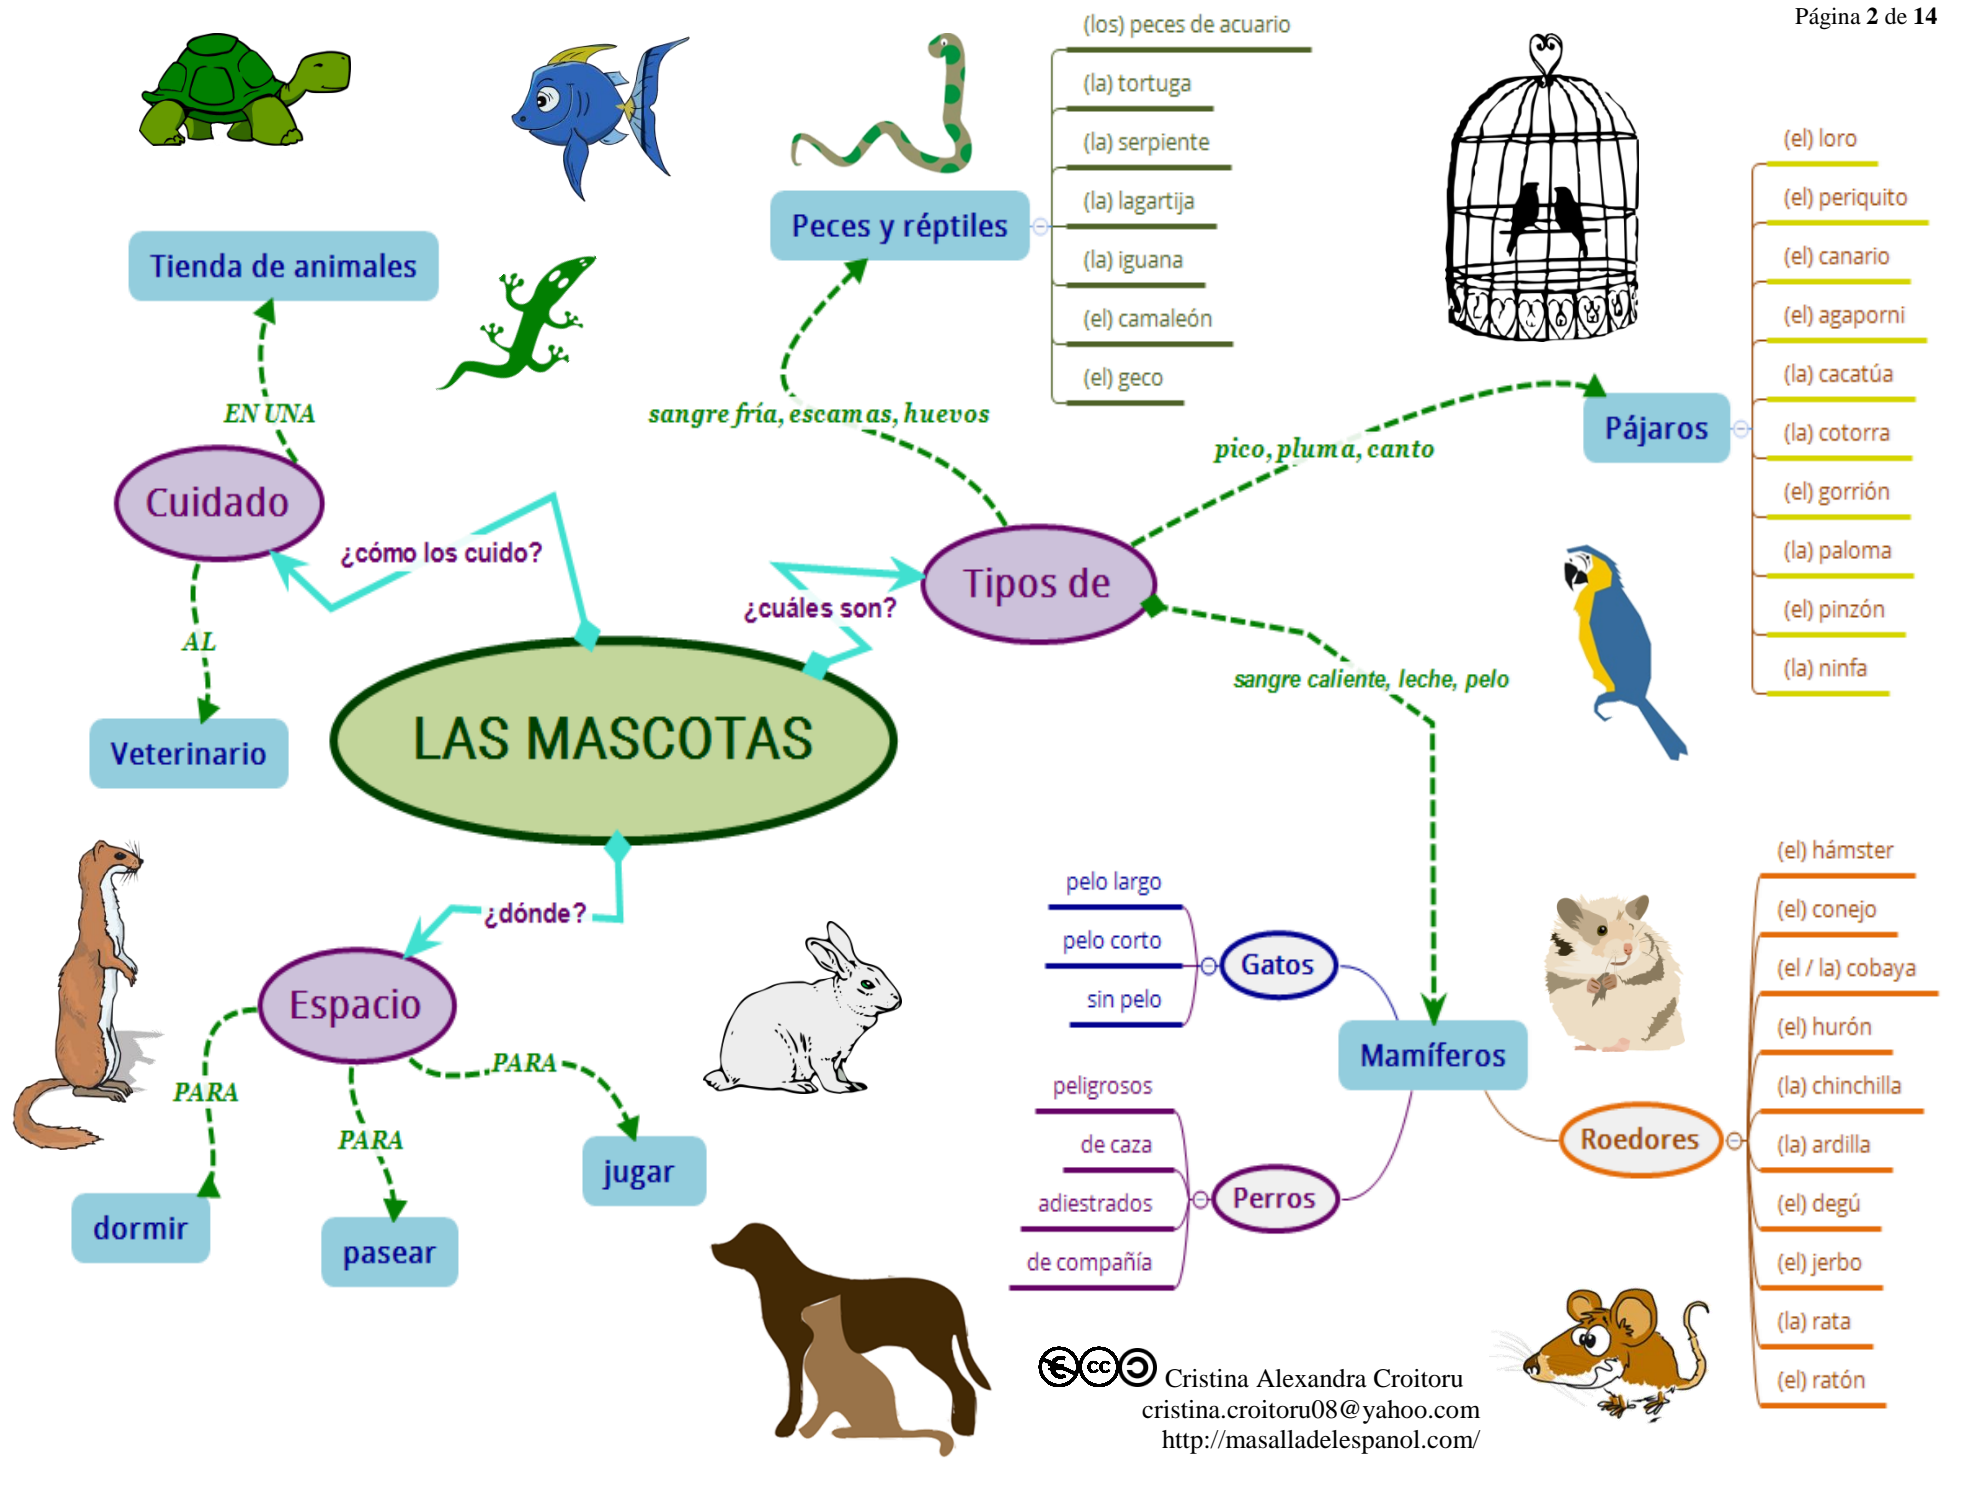 Página 2 de 14
(los) peces de acuario
(la) tortuga
(la) serpiente
(la) lagartija
(la) iguana
(el) camaleón
(el) geco
Peces y réptiles
sangre fría, escamas, huevos
(el) loro
(el) periquito
(el) canario
(el) agaporni
(la) cacatúa
(la) cotorra
(el) gorrión
(la) paloma
(el) pinzón
(la) ninfa
Pájaros
pico, pluma, canto
Tienda de animales
EN UNA
Cuidado
¿cómo los cuido?
AL
Veterinario
¿cuáles son?
Tipos de
sangre caliente, leche, pelo
LAS MASCOTAS
¿dónde?
Espacio
PARA
PARA
PARA
dormir
pasear
jugar
pelo largo
pelo corto
sin pelo
Gatos
Mamíferos
peligrosos
de caza
adiestrados
de compañía
Perros
Roedores
(el) hámster
(el) conejo
(el / la) cobaya
(el) hurón
(la) chinchilla
(la) ardilla
(el) degú
(el) jerbo
(la) rata
(el) ratón
cc
Cristina Alexandra Croitoru
cristina.croitoru08@yahoo.com
http://masalladelespanol.com/